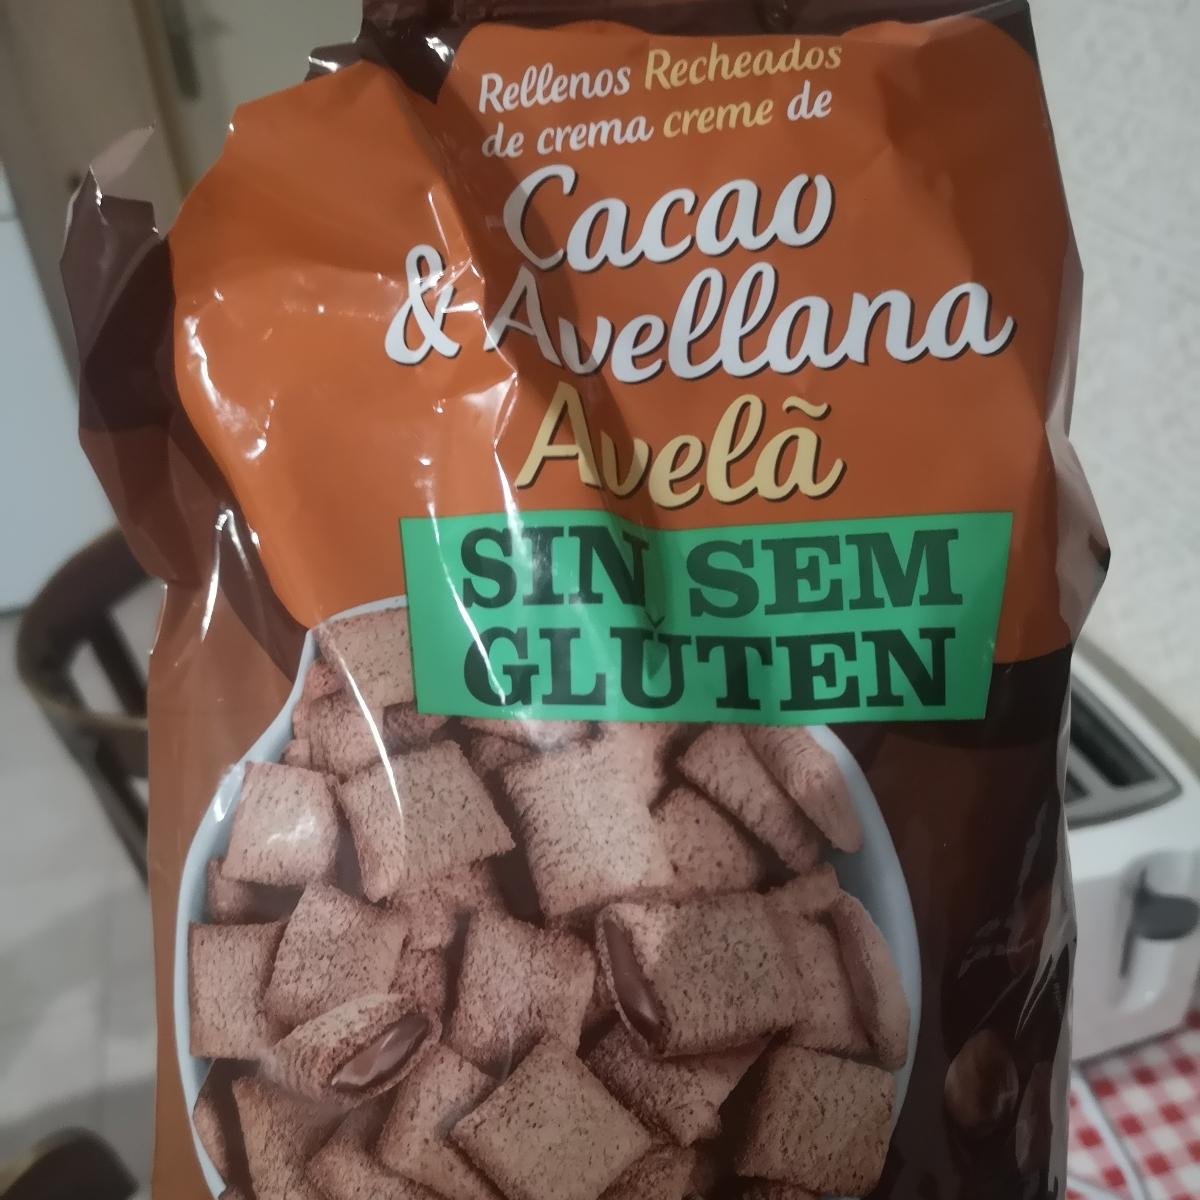 Rellenos Recheados
de crema creme de
Cacao
& Avellana
Avelã
SIN SEM
GLUTEN